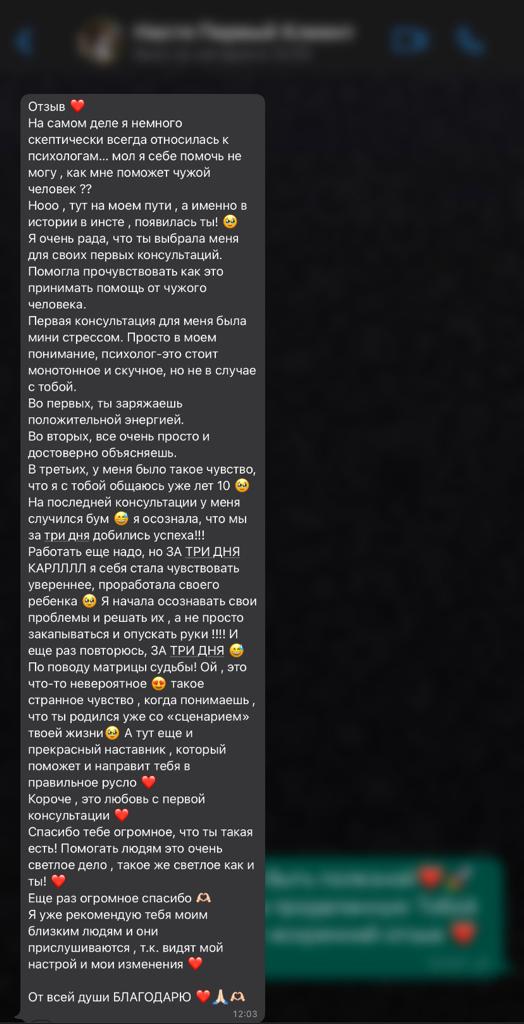 Отзыв ❤️
На самом деле я немного
скептически всегда относилась к
психологам... мол я себе помочь не
могу , как мне поможет чужой
человек ??
Нооо , тут на моем пути , а именно в
истории в инсте , появилась ты! 🥹
Я очень рада, что ты выбрала меня
для своих первых консультаций.
Помогла прочувствовать как это
принимать помощь от чужого
человека.
Первая консультация для меня была
мини стрессом. Просто в моем
понимание, психолог-это стоит
монотонное и скучное, но не в случае
с тобой.
Во первых, ты заряжаешь
положительной энергией.
Во вторых, все очень просто и
достоверно объясняешь.
В третьих, у меня было такое чувство,
что я с тобой общаюсь уже лет 10 🥹
На последней консультации у меня
случился бум 😅 я осознала, что мы
за три дня добились успеха!!!
Работать еще надо, но ЗА ТРИ ДНЯ
КАРЛЛЛЛ я себя стала чувствовать
увереннее, проработала своего
ребенка 🥹 Я начала осознавать свои
проблемы и решать их , а не просто
закапываться и опускать руки !!!! И
еще раз повторюсь, ЗА ТРИ ДНЯ 😅
По поводу матрицы судьбы! Ой , это
что-то невероятное 😍 такое
странное чувство , когда понимаешь ,
что ты родился уже со «сценарием»
твоей жизни🥹 А тут еще и
прекрасный наставник , который
поможет и направит тебя в
правильное русло ❤️
Короче , это любовь с первой
консультации ❤️
Спасибо тебе огромное, что ты такая
есть! Помогать людям это очень
светлое дело , такое же светлое как и
ты! ❤️
Еще раз огромное спасибо 🫶🏻
Я уже рекомендую тебя моим
близким людям и они
прислушиваются , т.к. видят мой
настрой и мои изменения ❤️
От всей души БЛАГОДАРЮ ❤️🙏🏻🫶🏻
12:03